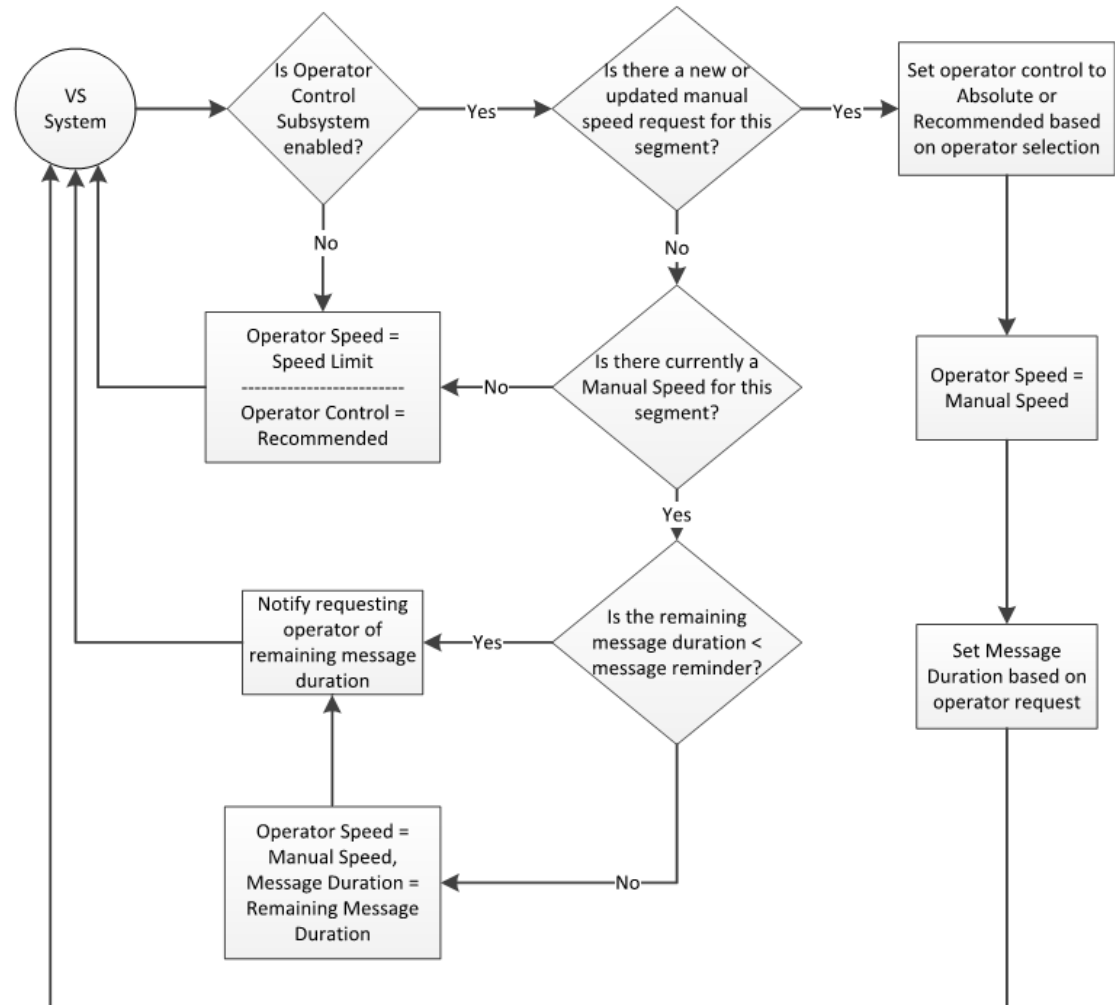 VS
System
Is Operator
Control
Subsystem
enabled?
Yes
Is there a new or
updated manual
speed request for this
segment?
Yes
Set operator control to
Absolute or
Recommended based
on operator selection
No
No
Operator Speed =
Speed Limit
-------------------------
Operator Control =
Recommended
No
Is there currently a
Manual Speed for this
segment?
Operator Speed =
Manual Speed
Yes
Notify requesting
operator of
remaining message
duration
Yes
Is the remaining
message duration <
message reminder?
Set Message
Duration based on
operator request
Operator Speed =
Manual Speed,
Message Duration =
Remaining Message
Duration
No